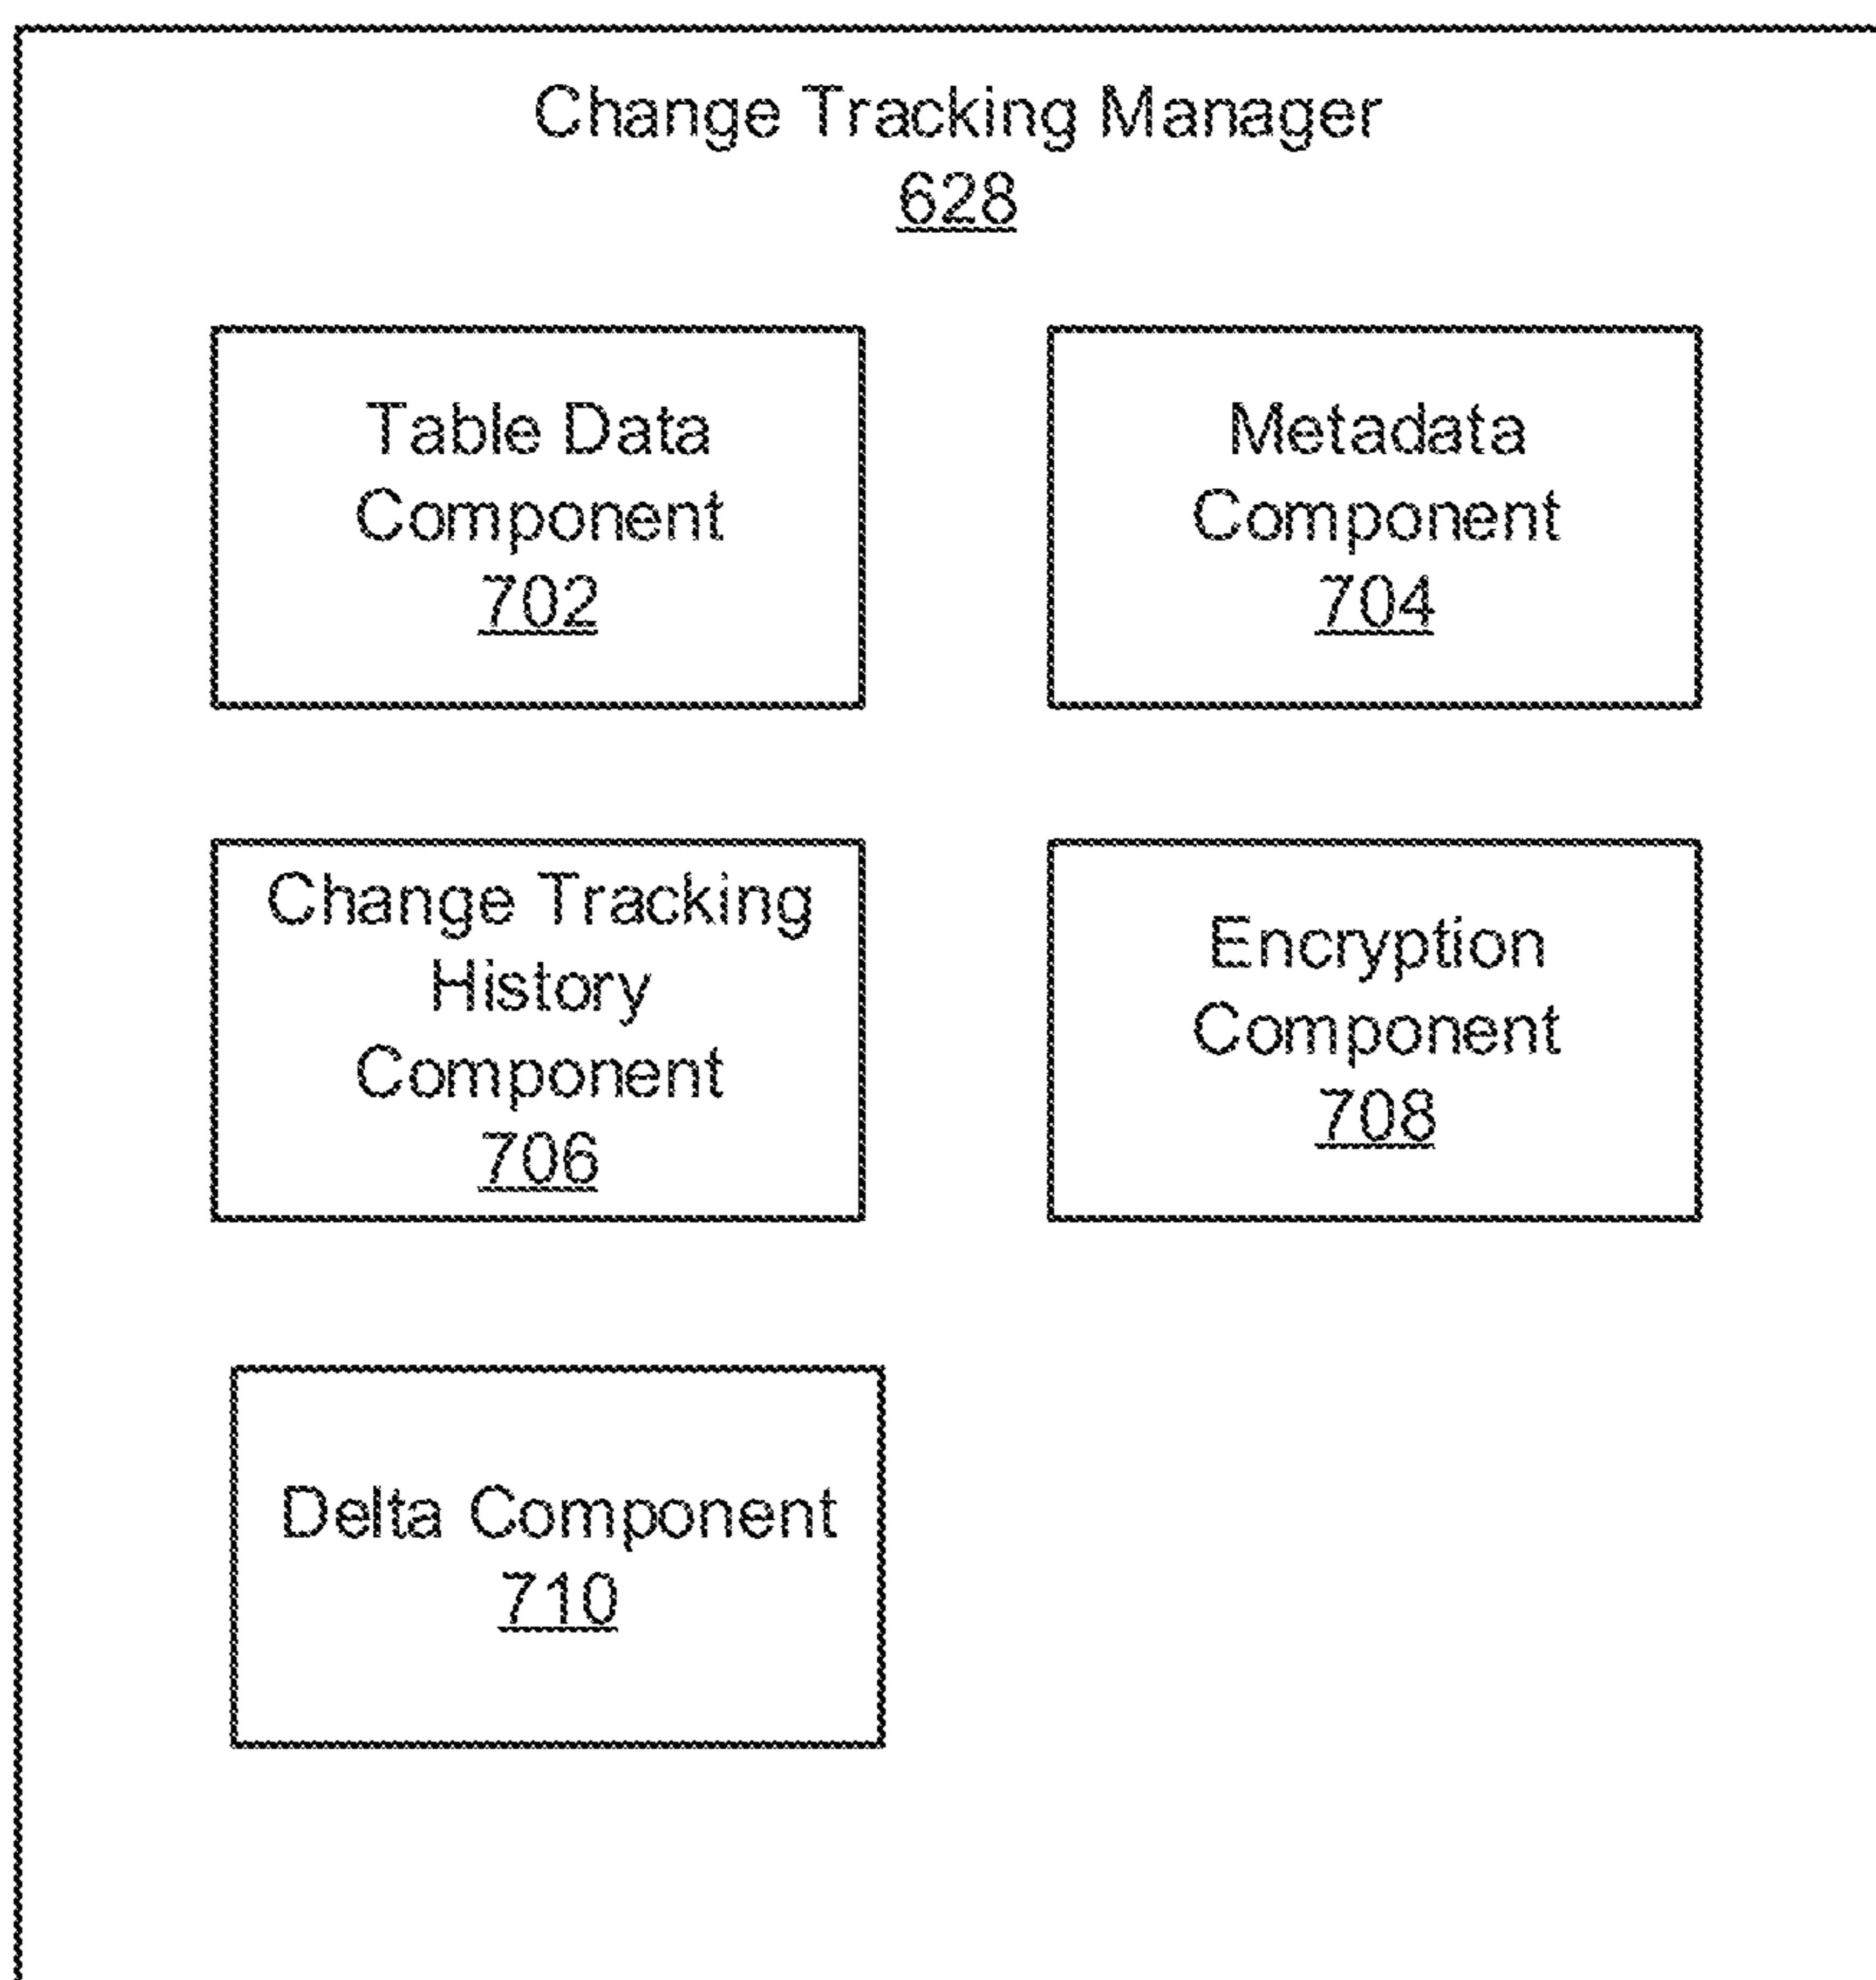 Change Tracking Manager
628
Table Data
Component
702
Metadata
Component
704
Change Tracking
History
Component
706
Encryption
Component
708
Delta Component
710